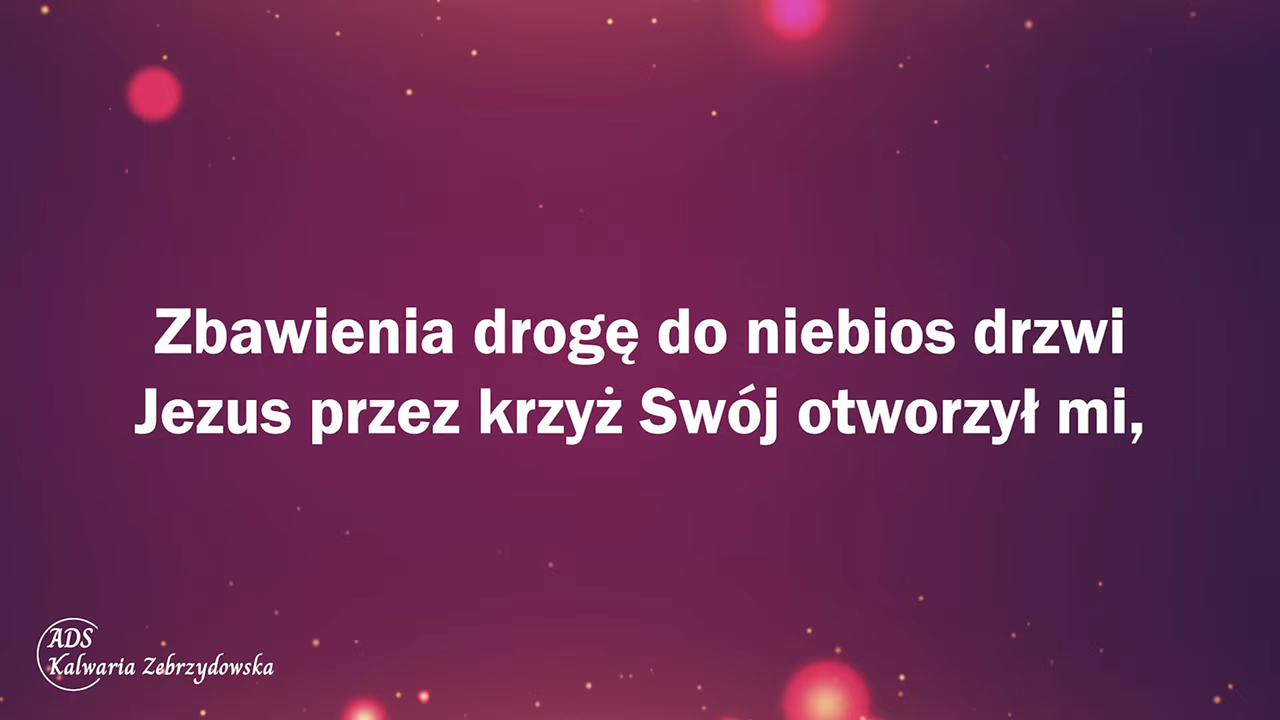 Zbawienia drogę do niebios drzwi
Jezus przez krzyż Swój otworzył mi,
ADS
Kalwaria Zebrzydowska